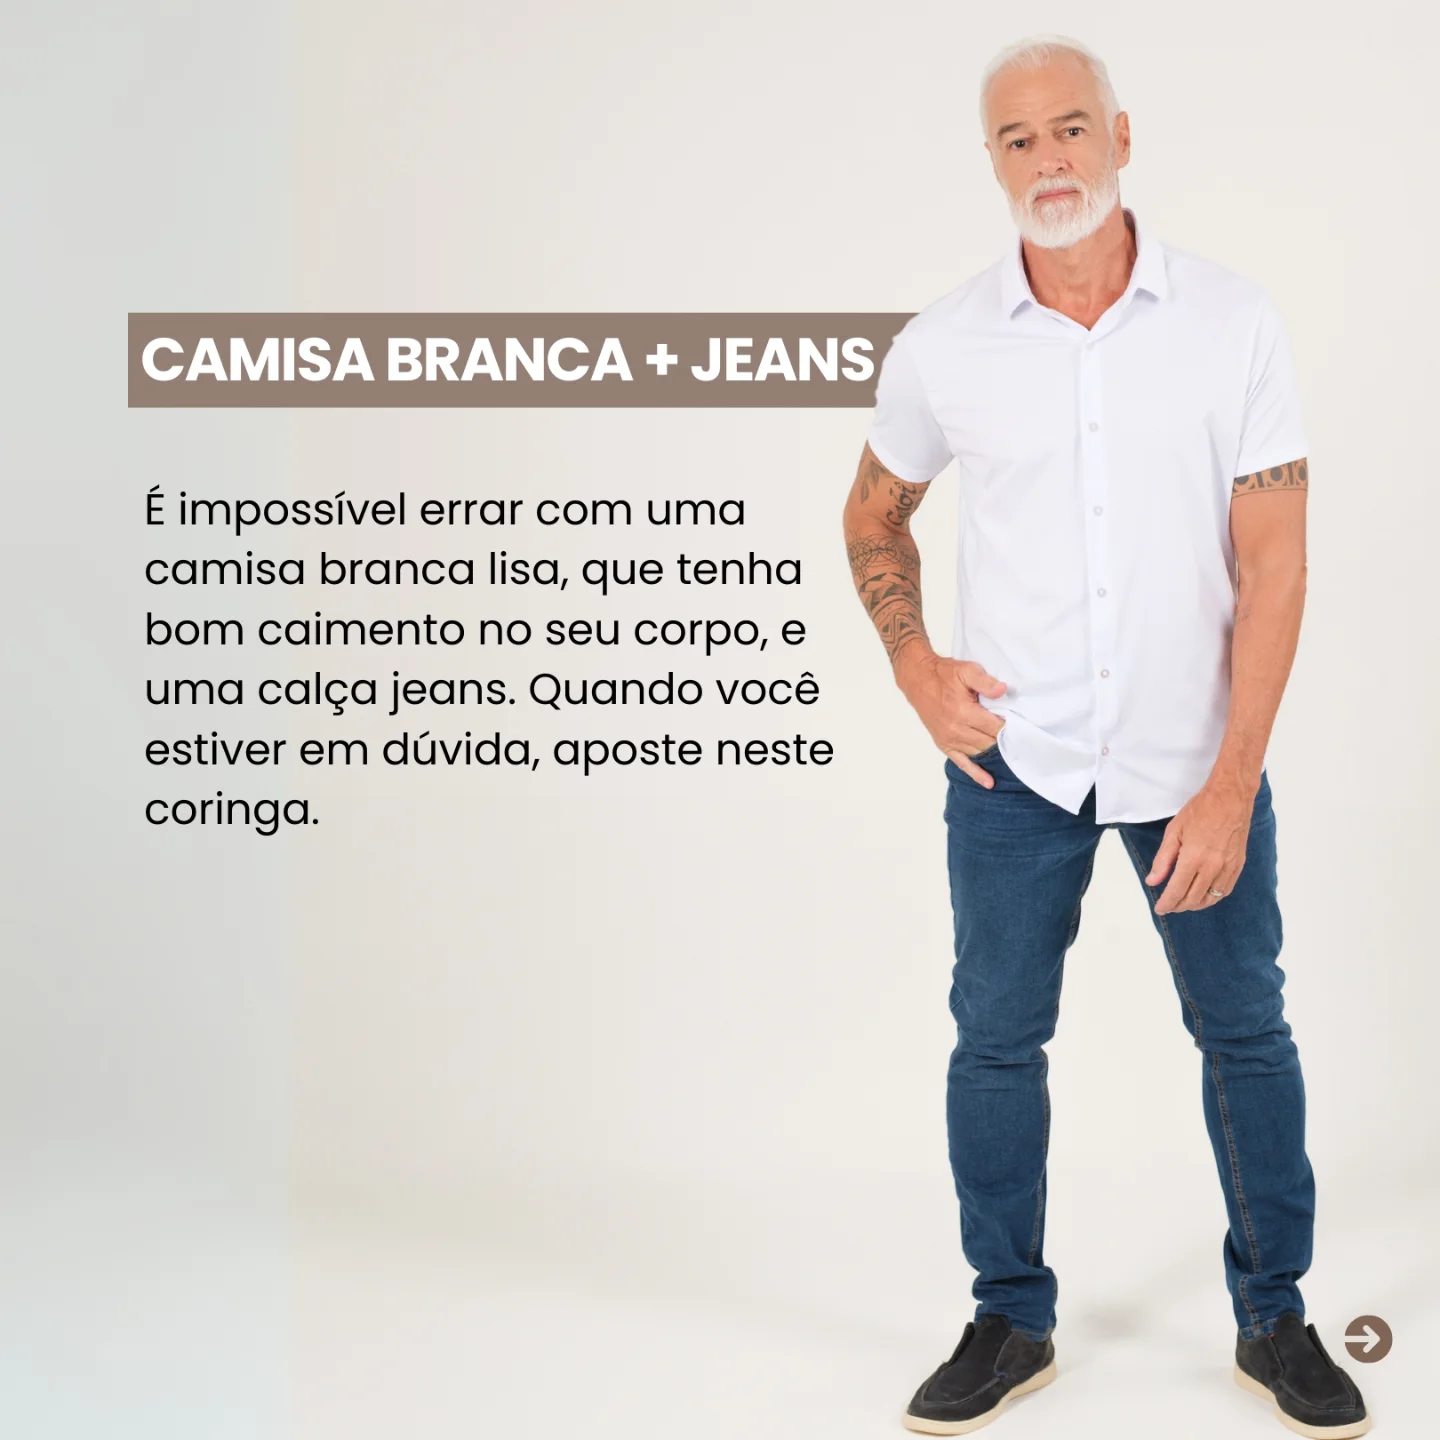 CAMISA BRANCA + JEANS
É impossível errar com uma
camisa branca lisa, que tenha
bom caimento no seu corpo, e
uma calça jeans. Quando você
estiver em dúvida, aposte neste
coringa.